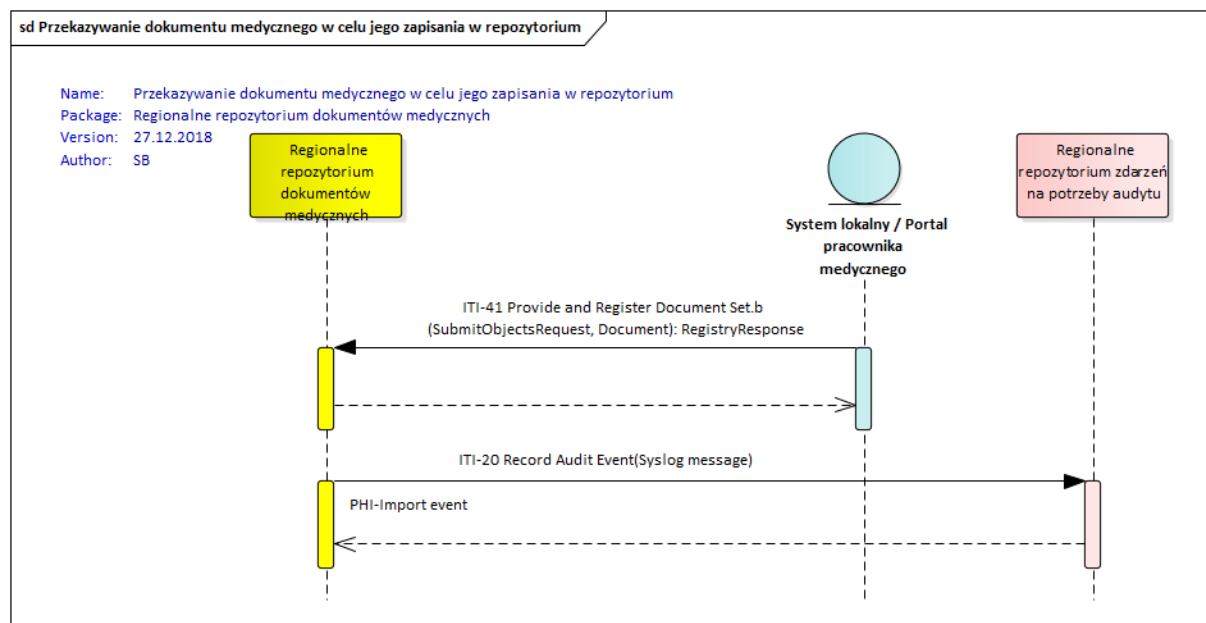 sd Przekazywanie dokumentu medycznego w celu jego zapisania w repozytorium
Name: Przekazywanie dokumentu medycznego w celu jego zapisania w repozytorium
Package: Regionalne repozytorium dokumentów medycznych
Version: 27.12.2018
Author: SB
Regionalne
repozytorium
dokumentów
medycznych
System lokalny / Portal
pracownika
medycznego
Regionalne
repozytorium zdarzeń
na potrzeby audytu
ITI-41 Provide and Register Document Set.b
(SubmitObjectsRequest, Document): RegistryResponse
ITI-20 Record Audit Event(Syslog message)
PHI-Import event